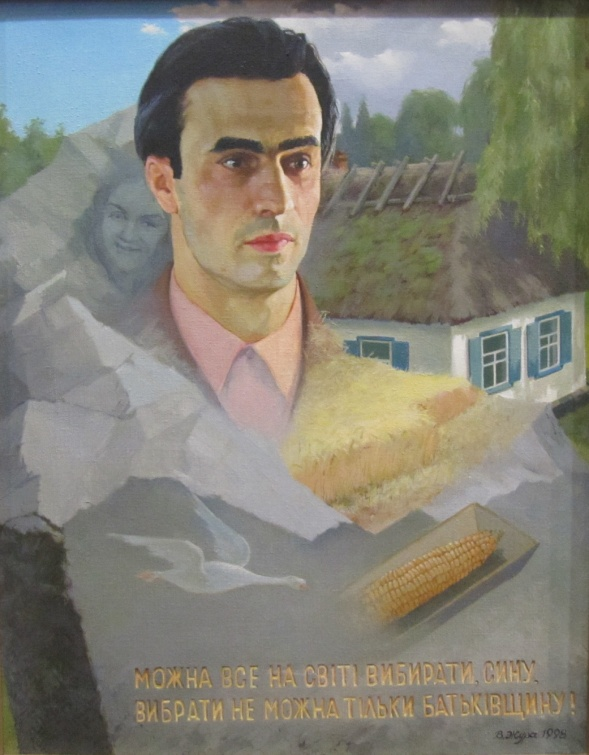 МОЖНА ВСЕ НА СВІТІ ВИБИРАТИ, СИНУ,
ВИБРАТИ НЕ МОЖНА ТІЛЬКИ БАТЬКІВЩИНУ!